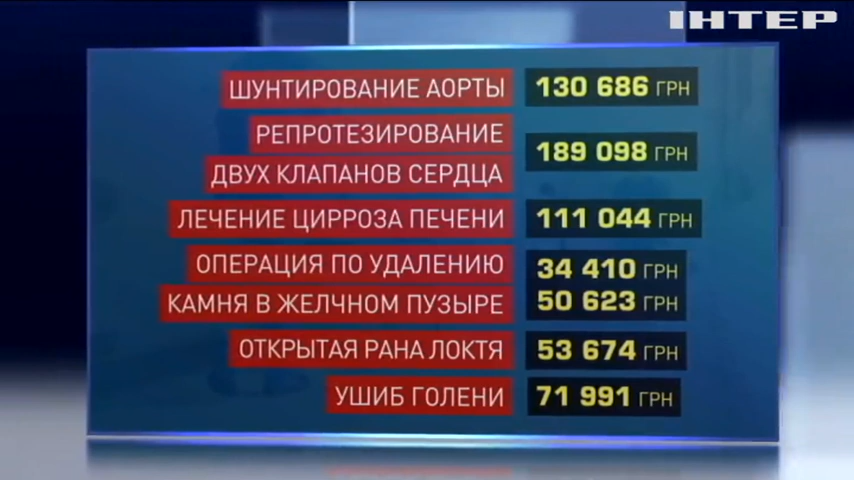 ІНТЕР
ШУНТИРОВАНИЕ АОРТЫ 130 686 ГРН
РЕПРОТЕЗИРОВАНИЕ
ДВУХ КЛАПАНОВ СЕРДЦА 189 098 ГРН
ЛЕЧЕНИЕ ЦИРРОЗА ПЕЧЕНИ 111 044 ГРН
ОПЕРАЦИЯ ПО УДАЛЕНИЮ 34 410 ГРН
КАМНЯ В ЖЕЛЧНОМ ПУЗЫРЕ 50 623 ГРН
ОТКРЫТАЯ РАНА ЛОКТЯ 53 674 ГРН
УШИБ ГОЛЕНИ 71 991 ГРН